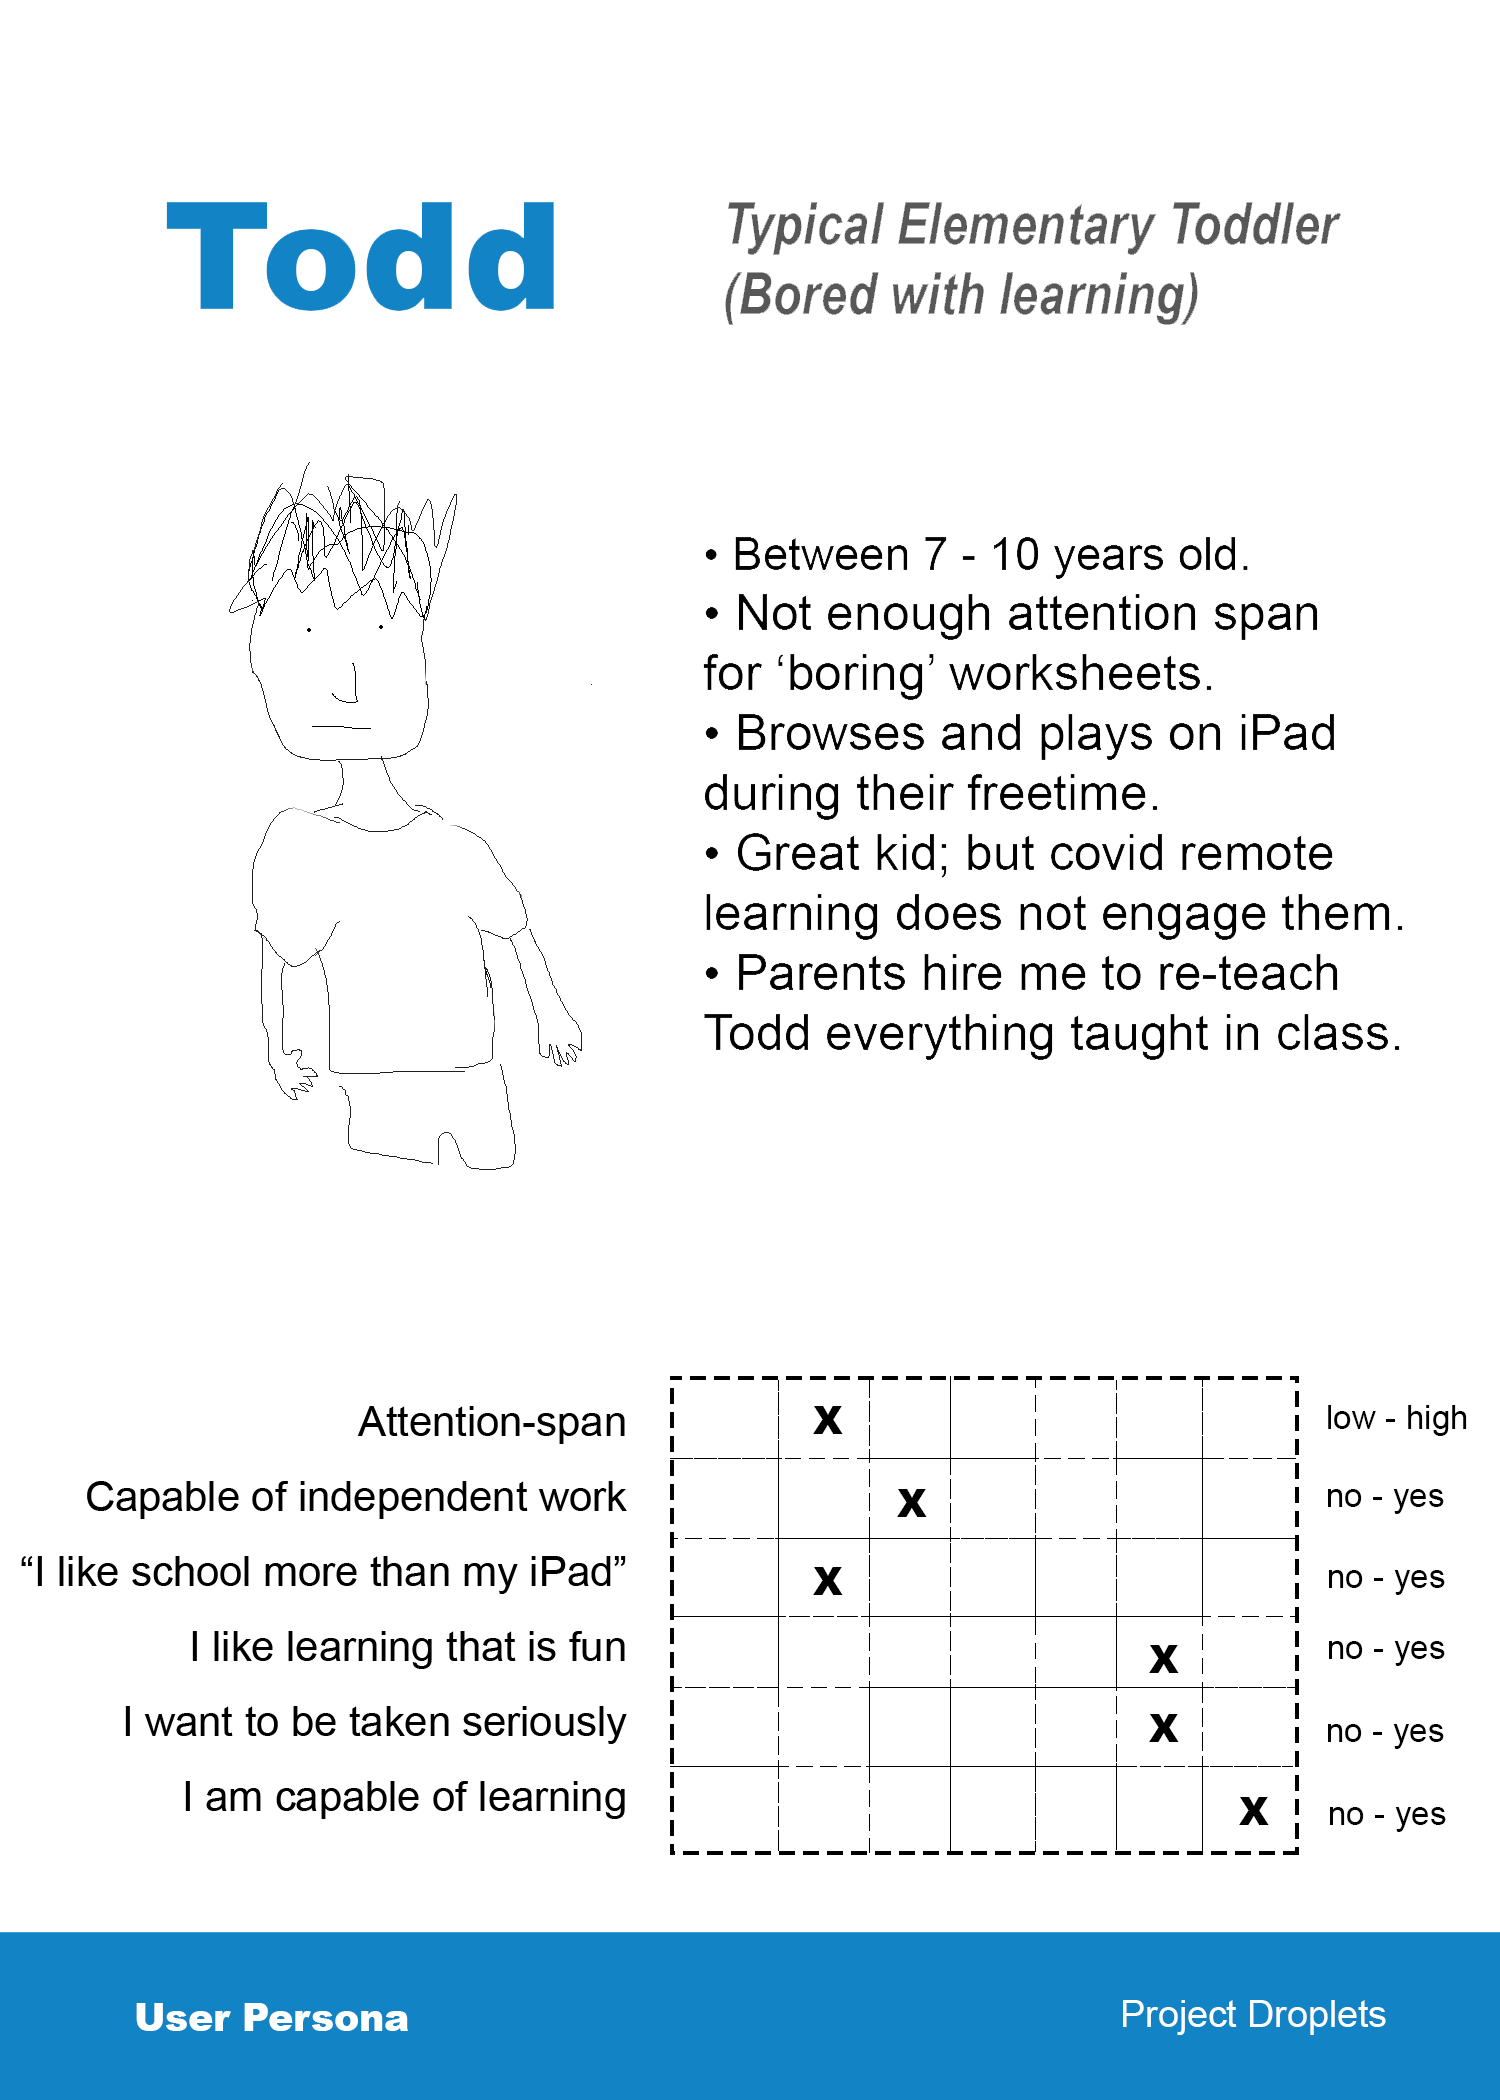 Todd
Typical Elementary Toddler
(Bored with learning)
• Between 7 - 10 years old.
• Not enough attention span
for ‘boring’ worksheets.
• Browses and plays on iPad
during their freetime.
• Great kid; but covid remote
learning does not engage them.
• Parents hire me to re-teach
Todd everything taught in class.
Attention-span x low - high
Capable of independent work x no - yes
“I like school more than my iPad” x no - yes
I like learning that is fun x no - yes
I want to be taken seriously x no - yes
I am capable of learning x no - yes
User Persona
Project Droplets